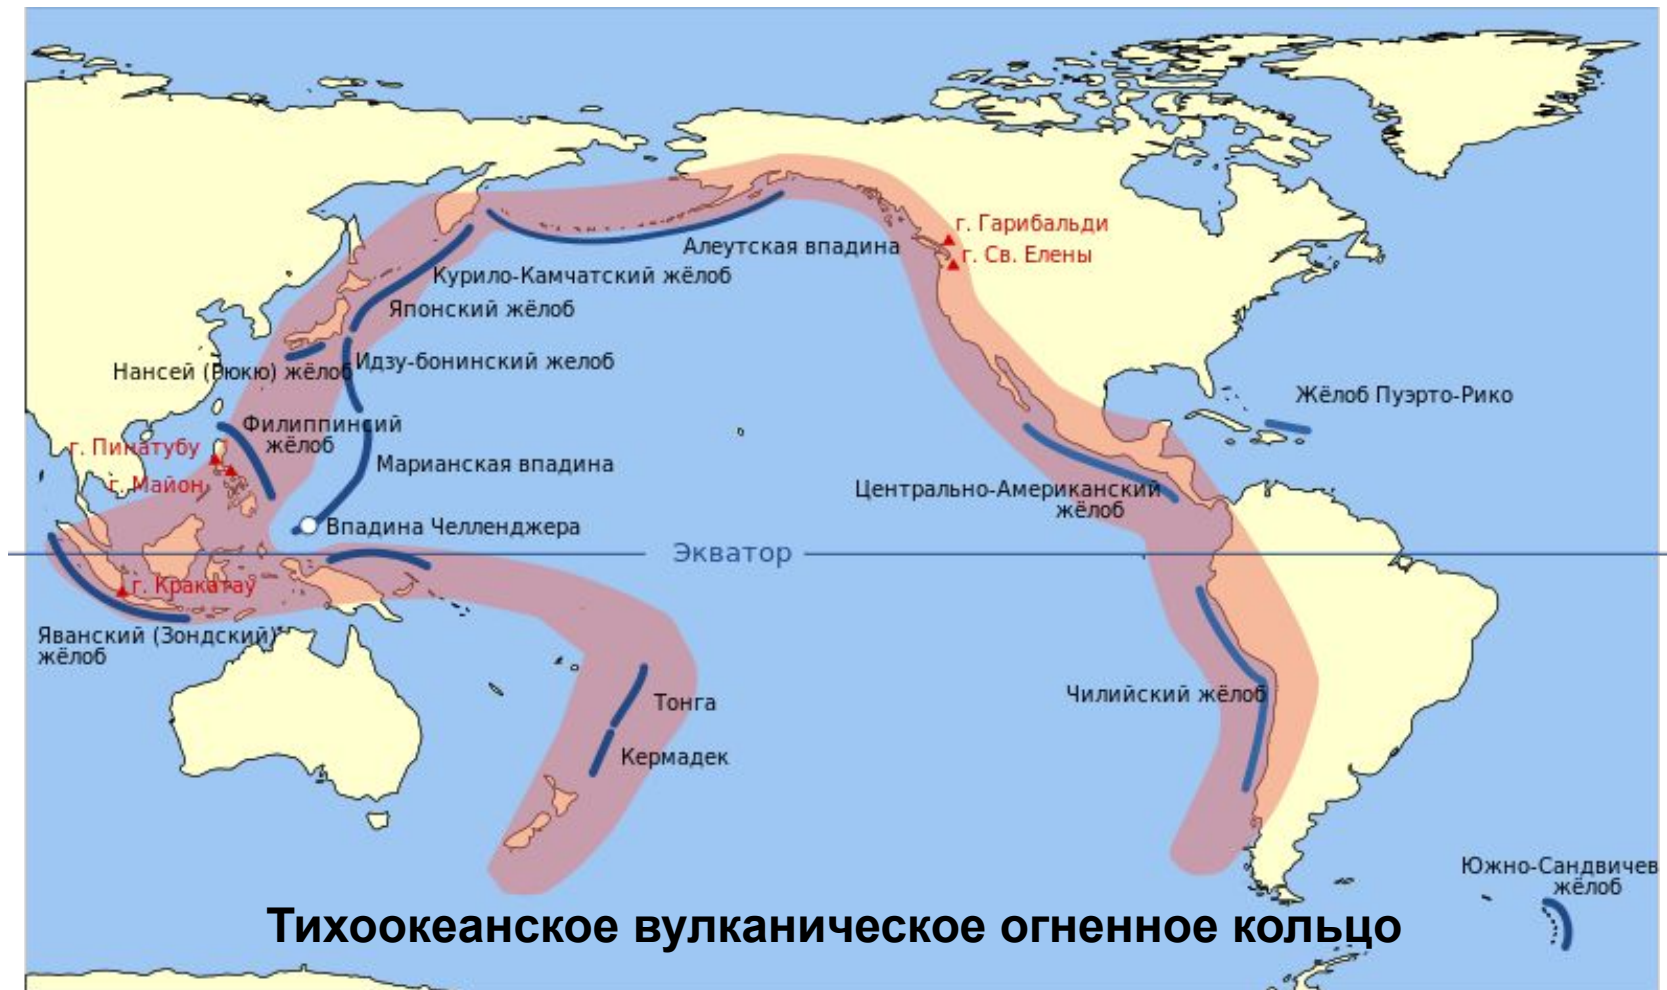 г. Гарибальди
г. Св. Елены
Алеутская впадина
Курило-Камчатский жёлоб
Японский жёлоб
Идзу-бонинский желоб
Нансей (Рюкю) жёлоб
Жёлоб Пуэрто-Рико
Филиппинсий
жёлоб
г. Пинатубу
г. Майон
Марианская впадина
Центрально-Американский
жёлоб
Впадина Челленджера
Экватор
г. Кракатау
Яванский (Зондский)
жёлоб
Чилийский жёлоб
Тонга
Кермадек
Южно-Сандвичев
жёлоб
Тихоокеанское вулканическое огненное кольцо